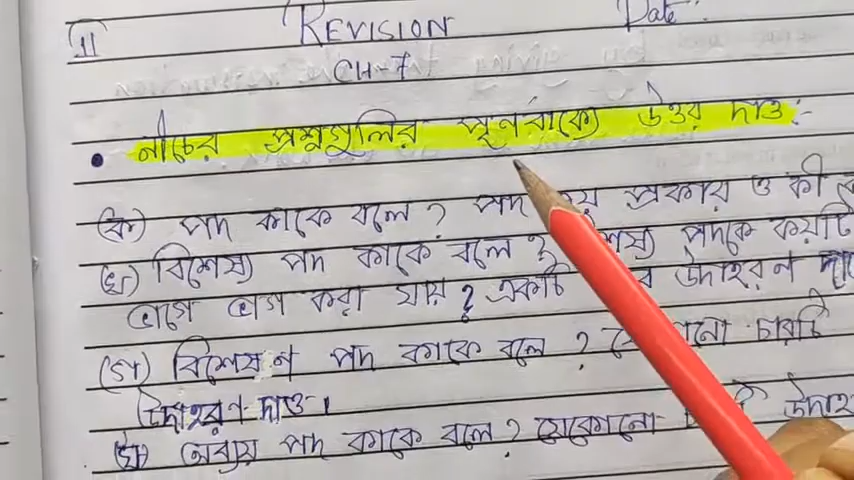 11 REVISION Date:
CH-7
নীচের প্রশ্নগুলির পূর্ণবাক্যে উত্তর দাও:
(ক) পদ কাকে বলে? পদ প্রকার ও কী
(খ) বিশেষ্য পদ কাকে বলে? পদকে কয়টি
ভাগে ভাগ করা যায়? একটি উদাহরণ দাও
(গ) বিশেষণ পদ কাকে বলে? চারটি
উদাহরণ দাও।
(ঘ) অব্যয় পদ কাকে বলে? যেকোনো